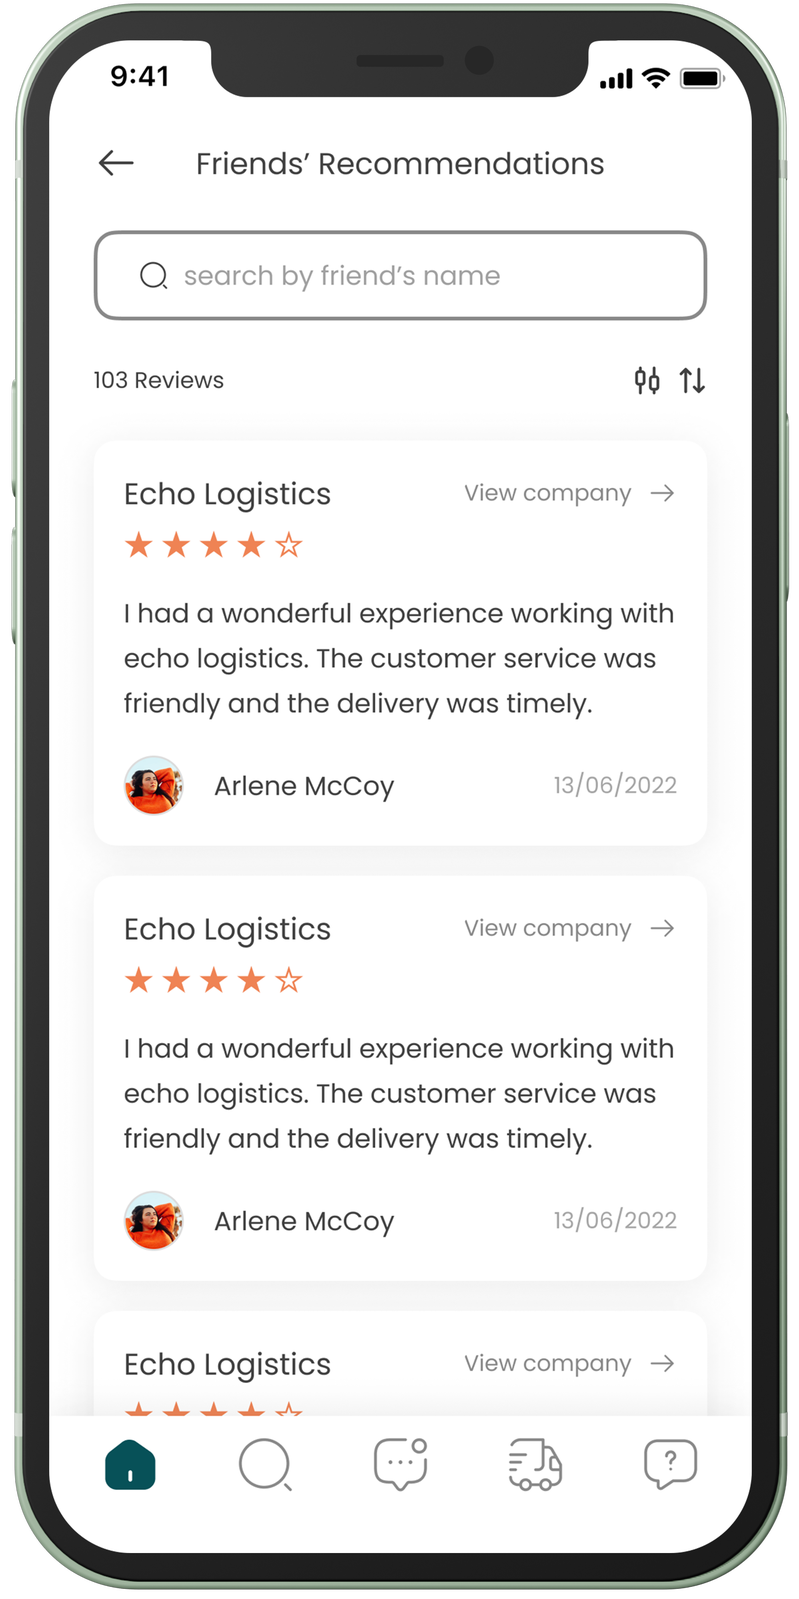 9:41
Friends’ Recommendations
search by friend’s name
103 Reviews
Echo Logistics View company
I had a wonderful experience working with
echo logistics. The customer service was
friendly and the delivery was timely.
Arlene McCoy 13/06/2022
Echo Logistics View company
I had a wonderful experience working with
echo logistics. The customer service was
friendly and the delivery was timely.
Arlene McCoy 13/06/2022
Echo Logistics View company
?